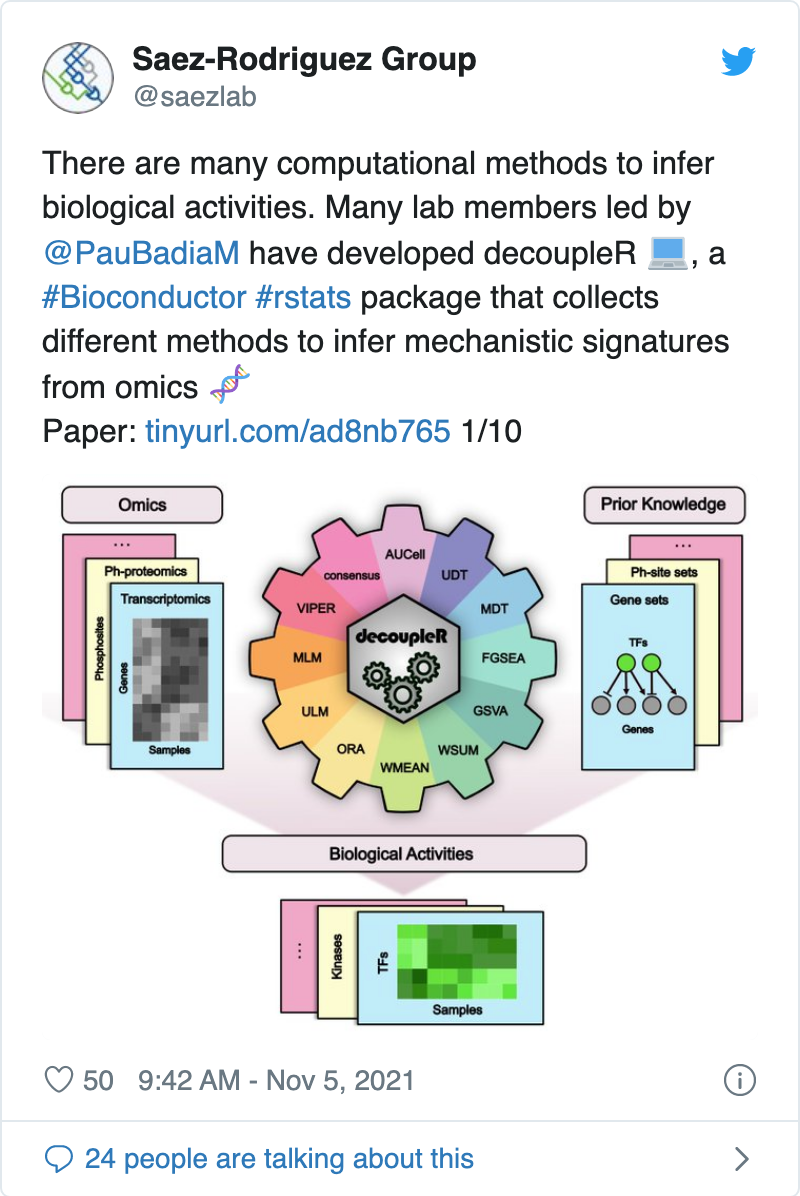 Saez-Rodriguez Group
@saezlab
There are many computational methods to infer
biological activities. Many lab members led by
@PauBadiaM have developed decoupleR 💻, a
#Bioconductor #rstats package that collects
different methods to infer mechanistic signatures
from omics 🧬
Paper: tinyurl.com/ad8nb765 1/10
Omics
...
Ph-proteomics
Phosphosites
Transcriptomics
Genes
Samples
AUCell
UDT
MDT
FGSEA
GSVA
WSUM
WMEAN
ORA
ULM
MLM
VIPER
consensus
decoupleR
Prior Knowledge
...
Ph-site sets
Gene sets
TFs
Genes
Biological Activities
...
Kinases
TFs
Samples
50 9:42 AM - Nov 5, 2021
24 people are talking about this